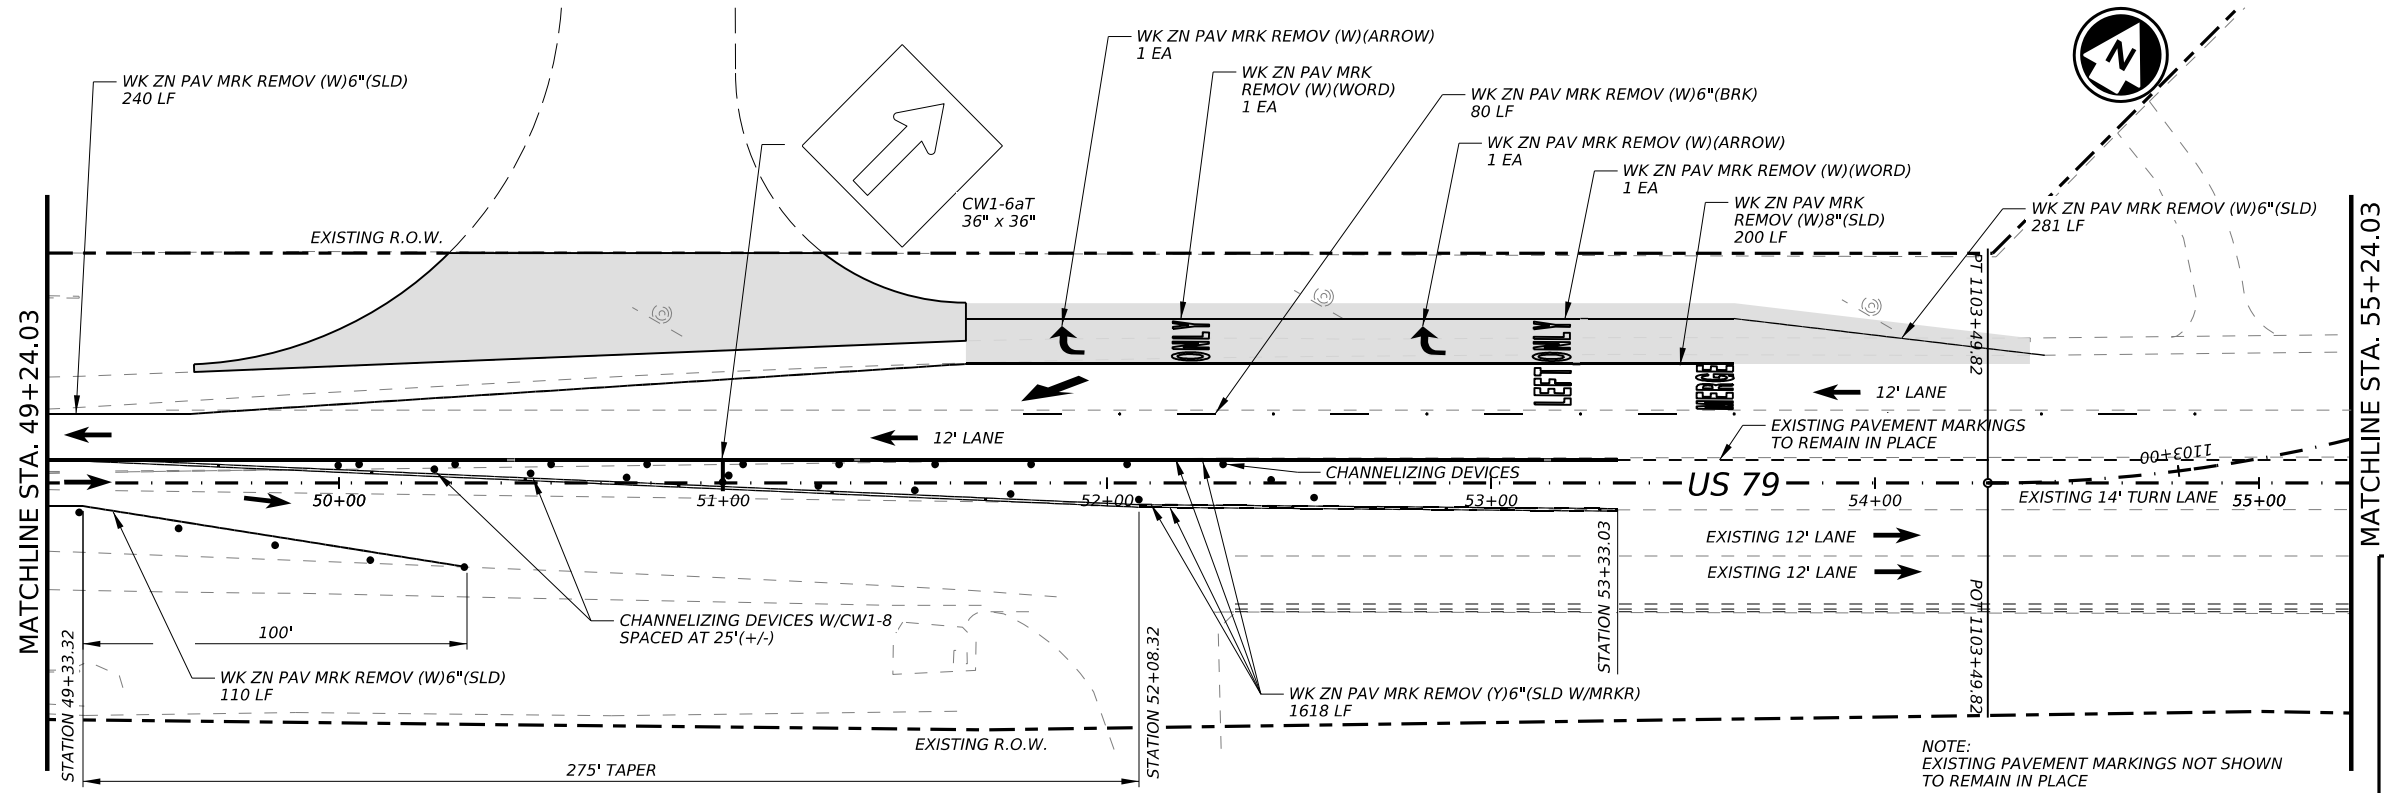 WK ZN PAV MRK REMOV (W)(ARROW)
1 EA
WK ZN PAV MRK
REMOV (W)(WORD)
1 EA
WK ZN PAV MRK REMOV (W)6"(SLD)
240 LF
WK ZN PAV MRK REMOV (W)6"(BRK)
80 LF
WK ZN PAV MRK REMOV (W)(ARROW)
1 EA
WK ZN PAV MRK REMOV (W)(WORD)
1 EA
WK ZN PAV MRK
REMOV (W)8"(SLD)
200 LF
WK ZN PAV MRK REMOV (W)6"(SLD)
281 LF
N
CW1-6aT
36" x 36"
EXISTING R.O.W.
MATCHLINE STA. 49+24.03
MATCHLINE STA. 55+24.03
PT 1103+49.82
ONLY
LEFT ONLY
MERGE
12' LANE
12' LANE
EXISTING PAVEMENT MARKINGS
TO REMAIN IN PLACE
CHANNELIZING DEVICES
US 79
1103+00
50+00
51+00
52+00
53+00
54+00
55+00
EXISTING 14' TURN LANE
EXISTING 12' LANE
EXISTING 12' LANE
STATION 53+33.03
POT 1103+49.82
CHANNELIZING DEVICES W/CW1-8
SPACED AT 25'(+/-)
100'
WK ZN PAV MRK REMOV (W)6"(SLD)
110 LF
STATION 49+33.32
STATION 52+08.32
WK ZN PAV MRK REMOV (Y)6"(SLD W/MRKR)
1618 LF
EXISTING R.O.W.
275' TAPER
NOTE:
EXISTING PAVEMENT MARKINGS NOT SHOWN
TO REMAIN IN PLACE